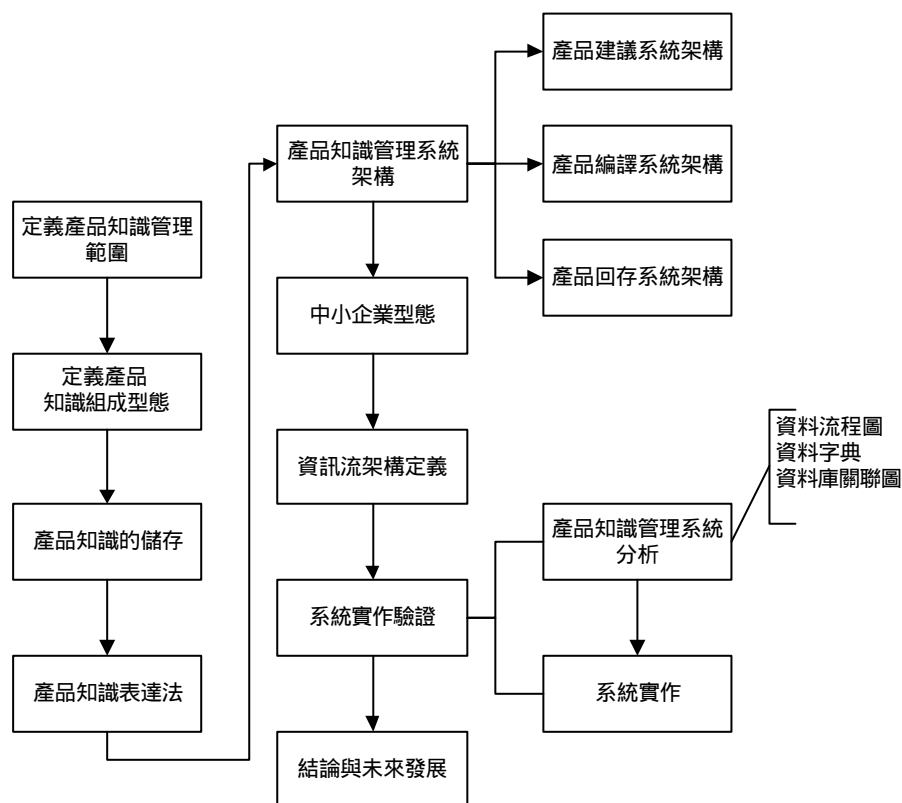 產品建議系統架構
產品知識管理系統
架構
產品編譯系統架構
定義產品知識管理
範圍
產品回存系統架構
中小企業型態
定義產品
知識組成型態
資料流程圖
資料字典
資料庫關聯圖
資訊流架構定義
產品知識的儲存
產品知識管理系統
分析
系統實作驗證
產品知識表達法
系統實作
結論與未來發展